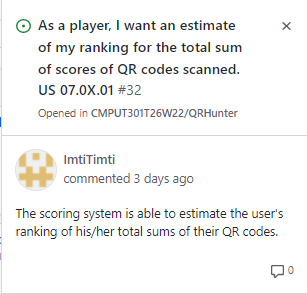 As a player, I want an estimate
of my ranking for the total sum
of scores of QR codes scanned.
US 07.0X.01 #32
Opened in CMPUT301T26W22/QRHunter
ImtiTimti
commented 3 days ago
The scoring system is able to estimate the user's
ranking of his/her total sums of their QR codes.
0